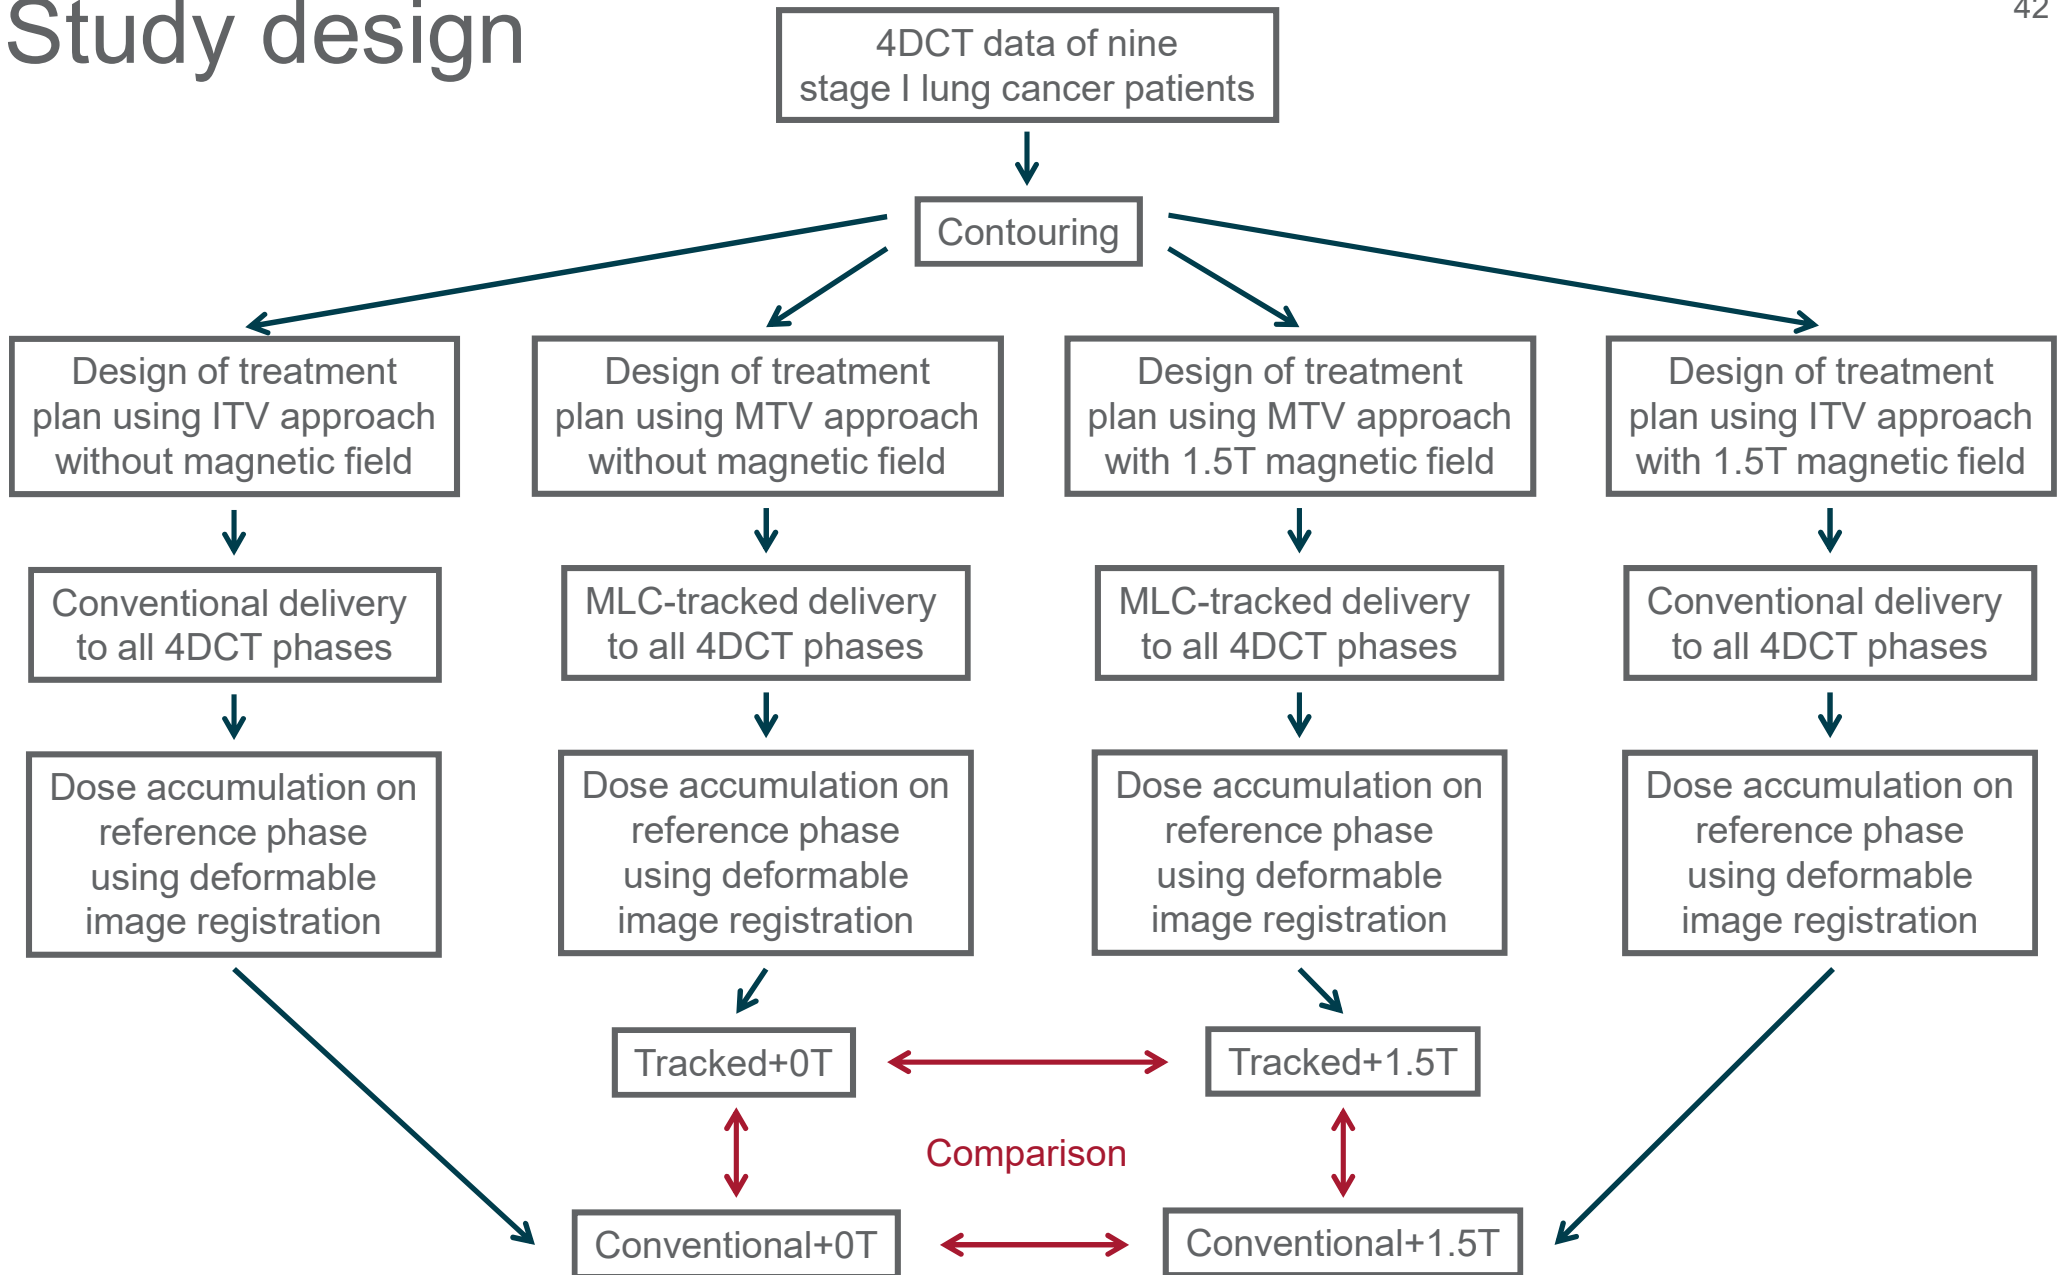 Study design
42
4DCT data of nine
stage I lung cancer patients
Contouring
Design of treatment
plan using ITV approach
without magnetic field
Design of treatment
plan using MTV approach
without magnetic field
Design of treatment
plan using MTV approach
with 1.5T magnetic field
Design of treatment
plan using ITV approach
with 1.5T magnetic field
Conventional delivery
to all 4DCT phases
MLC-tracked delivery
to all 4DCT phases
MLC-tracked delivery
to all 4DCT phases
Conventional delivery
to all 4DCT phases
Dose accumulation on
reference phase
using deformable
image registration
Dose accumulation on
reference phase
using deformable
image registration
Dose accumulation on
reference phase
using deformable
image registration
Dose accumulation on
reference phase
using deformable
image registration
Tracked+0T
Tracked+1.5T
Comparison
Conventional+0T
Conventional+1.5T